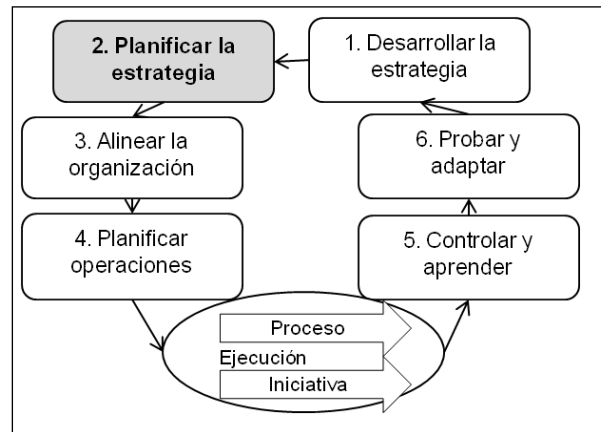 2. Planificar la
estrategia
1. Desarrollar la
estrategia
3. Alinear la
organización
6. Probar y
adaptar
4. Planificar
operaciones
5. Controlar y
aprender
Proceso
Ejecución
Iniciativa